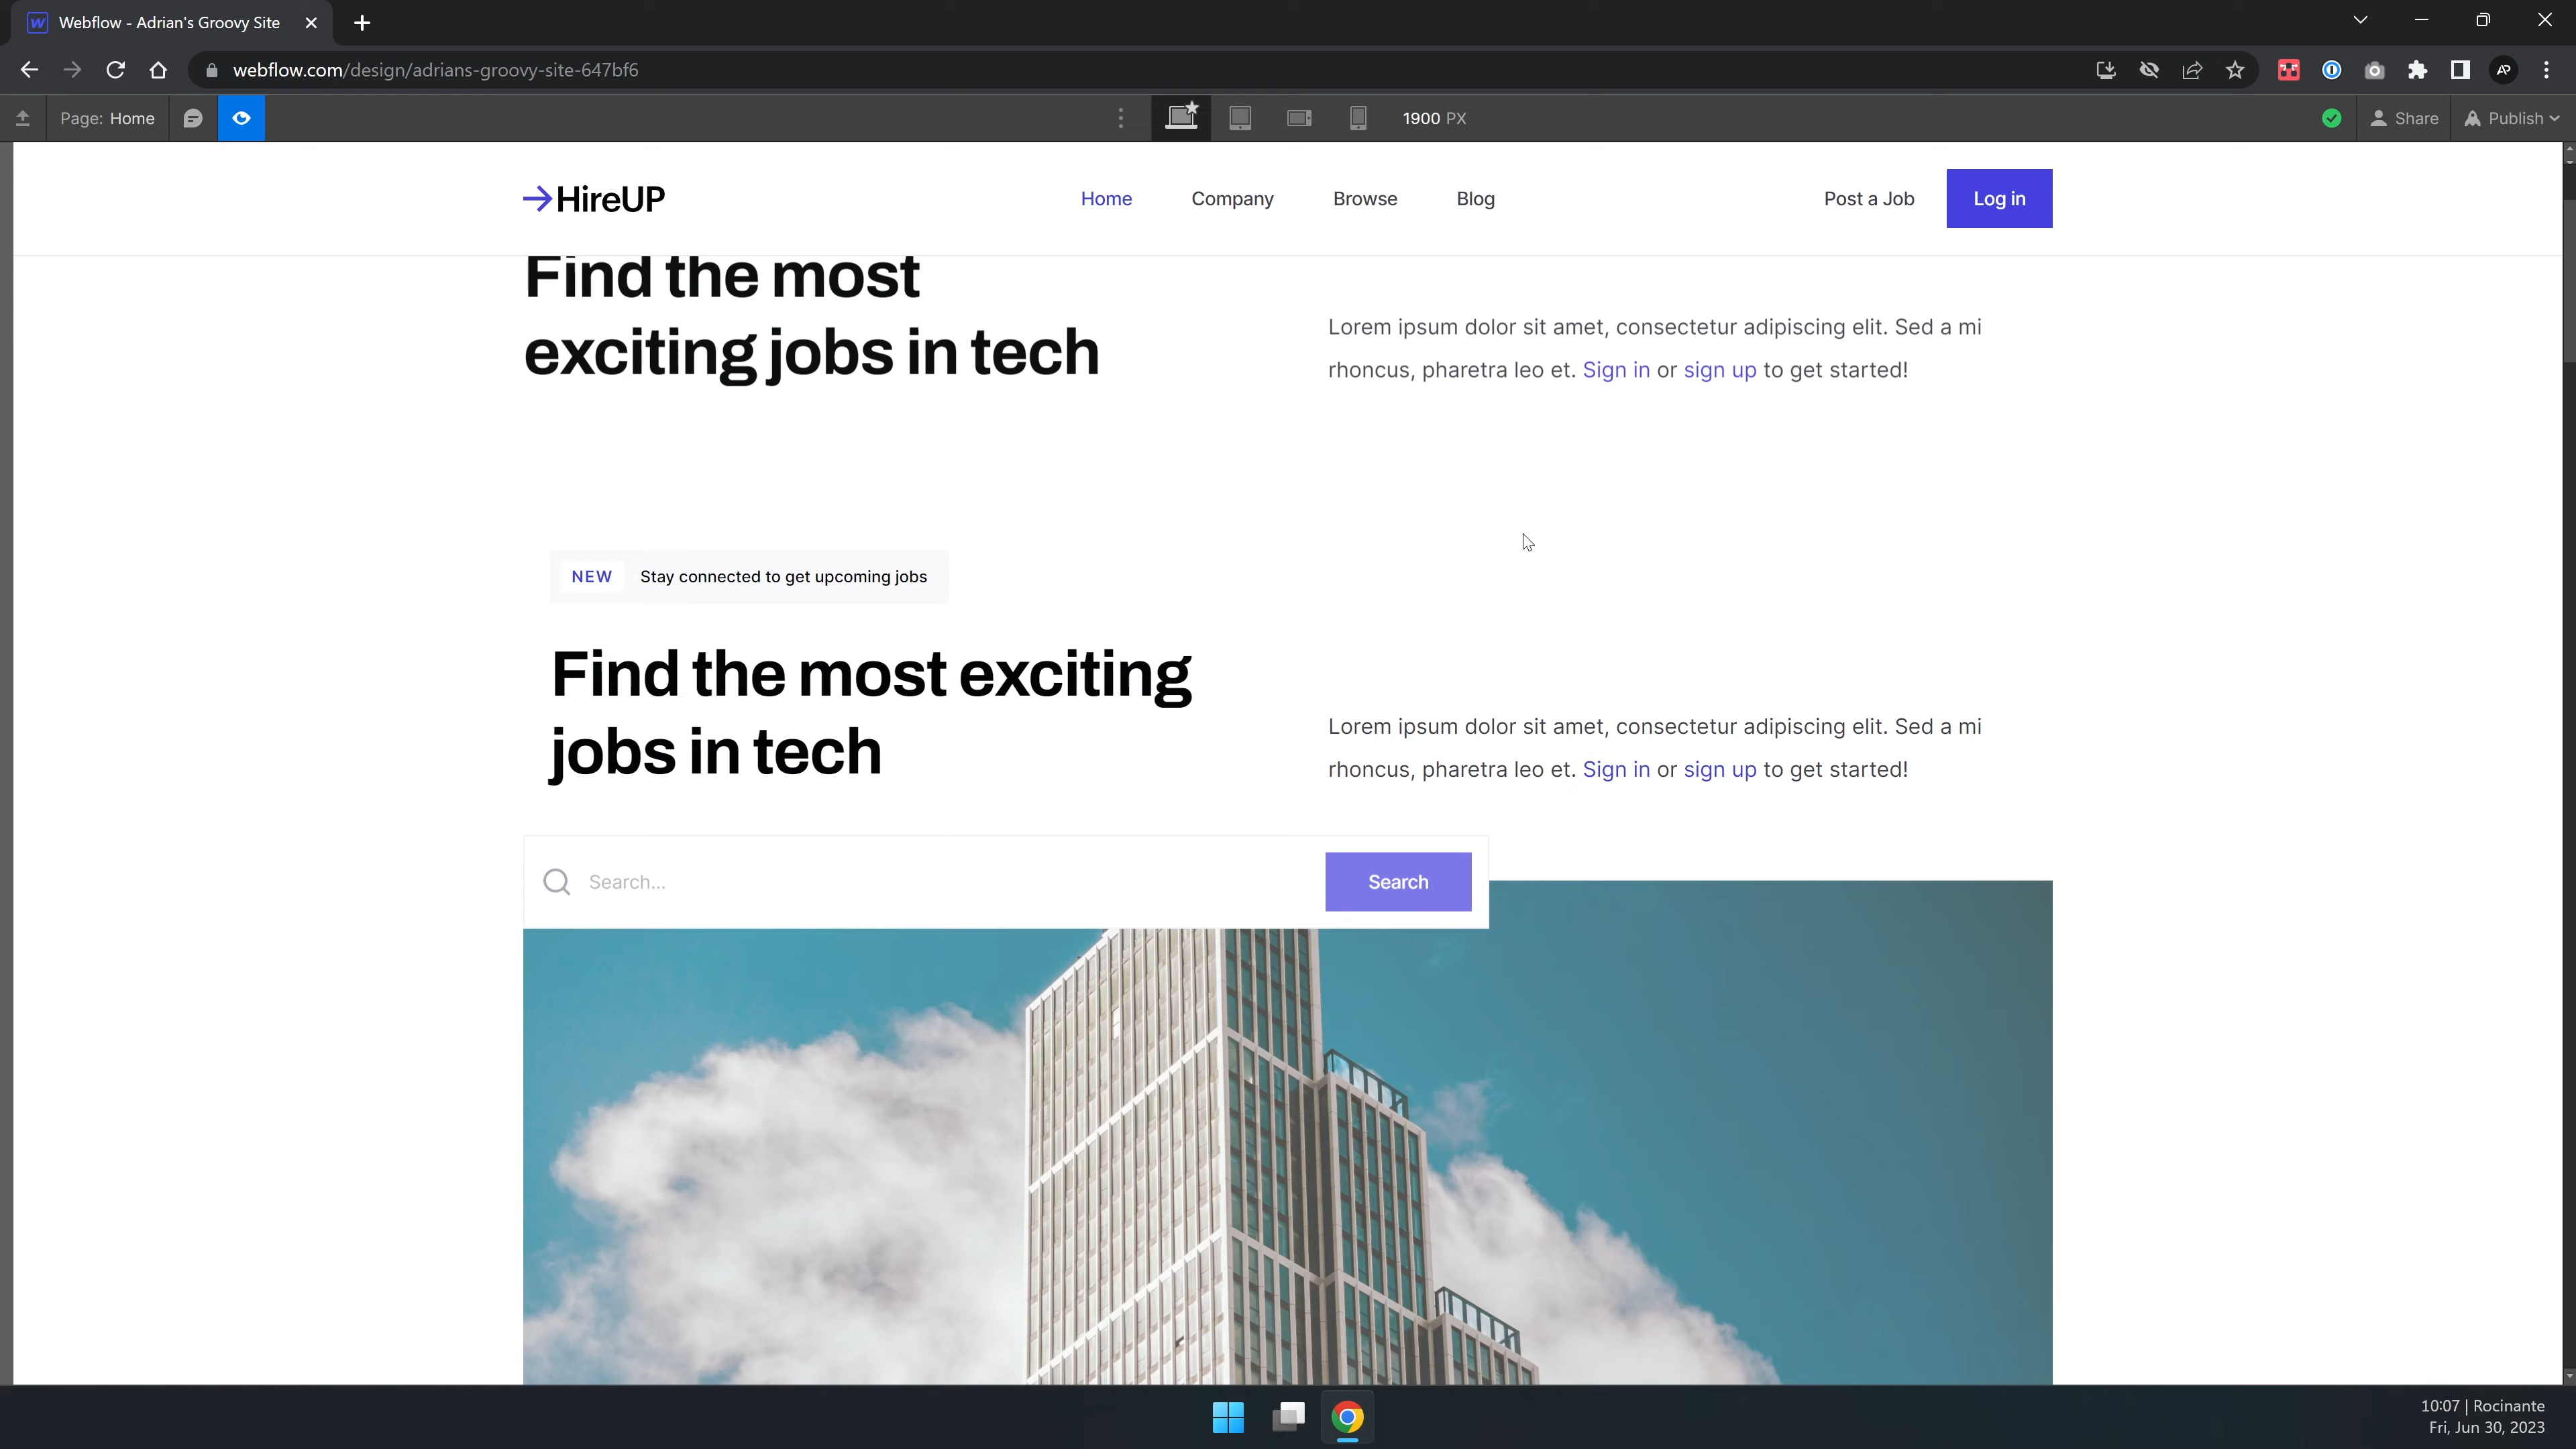 Webflow - Adrian's Groovy Site
webflow.com/design/adrians-groovy-site-647bf6
Page: Home
1900 PX
Share
Publish
HireUP
Home
Company
Browse
Blog
Post a Job
Log in
Find the most
exciting jobs in tech
Lorem ipsum dolor sit amet, consectetur adipiscing elit. Sed a mi
rhoncus, pharetra leo et. Sign in or sign up to get started!
NEW
Stay connected to get upcoming jobs
Find the most exciting
jobs in tech
Lorem ipsum dolor sit amet, consectetur adipiscing elit. Sed a mi
rhoncus, pharetra leo et. Sign in or sign up to get started!
Search...
Search
10:07 | Rocinante
Fri, Jun 30, 2023